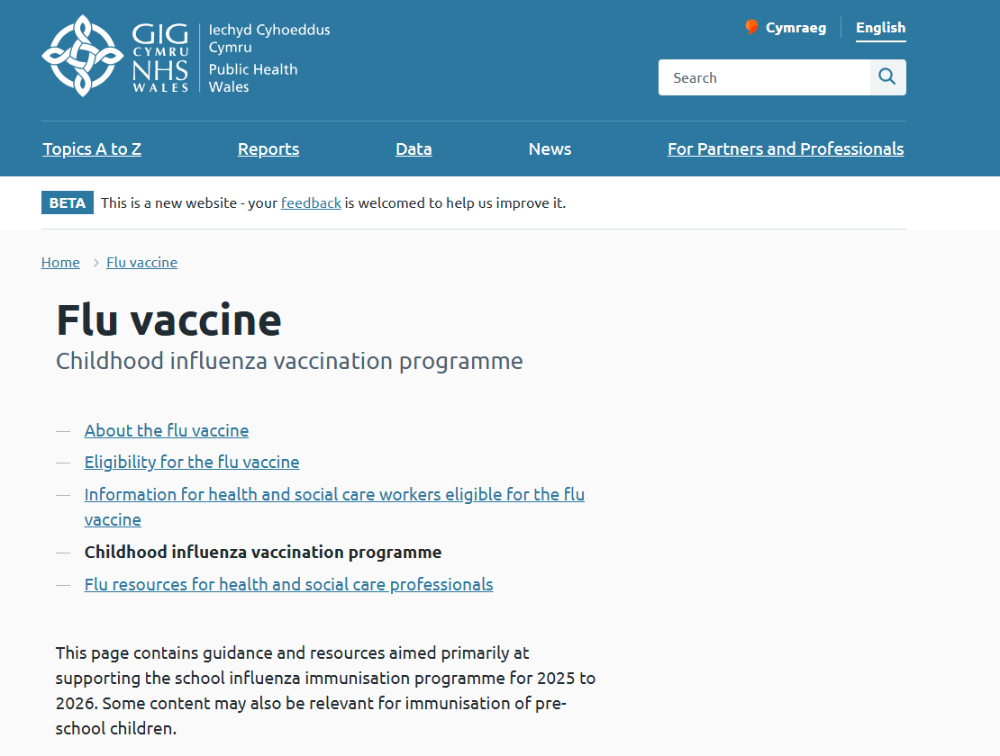 GIG
CYMRU
NHS
WALES
Iechyd Cyhoeddus
Cymru
Public Health
Wales
Cymraeg
English
Search
Topics A to Z
Reports
Data
News
For Partners and Professionals
BETA This is a new website - your feedback is welcomed to help us improve it.
Home
Flu vaccine
Flu vaccine
Childhood influenza vaccination programme
— About the flu vaccine
— Eligibility for the flu vaccine
— Information for health and social care workers eligible for the flu
vaccine
— Childhood influenza vaccination programme
— Flu resources for health and social care professionals
This page contains guidance and resources aimed primarily at
supporting the school influenza immunisation programme for 2025 to
2026. Some content may also be relevant for immunisation of pre-
school children.